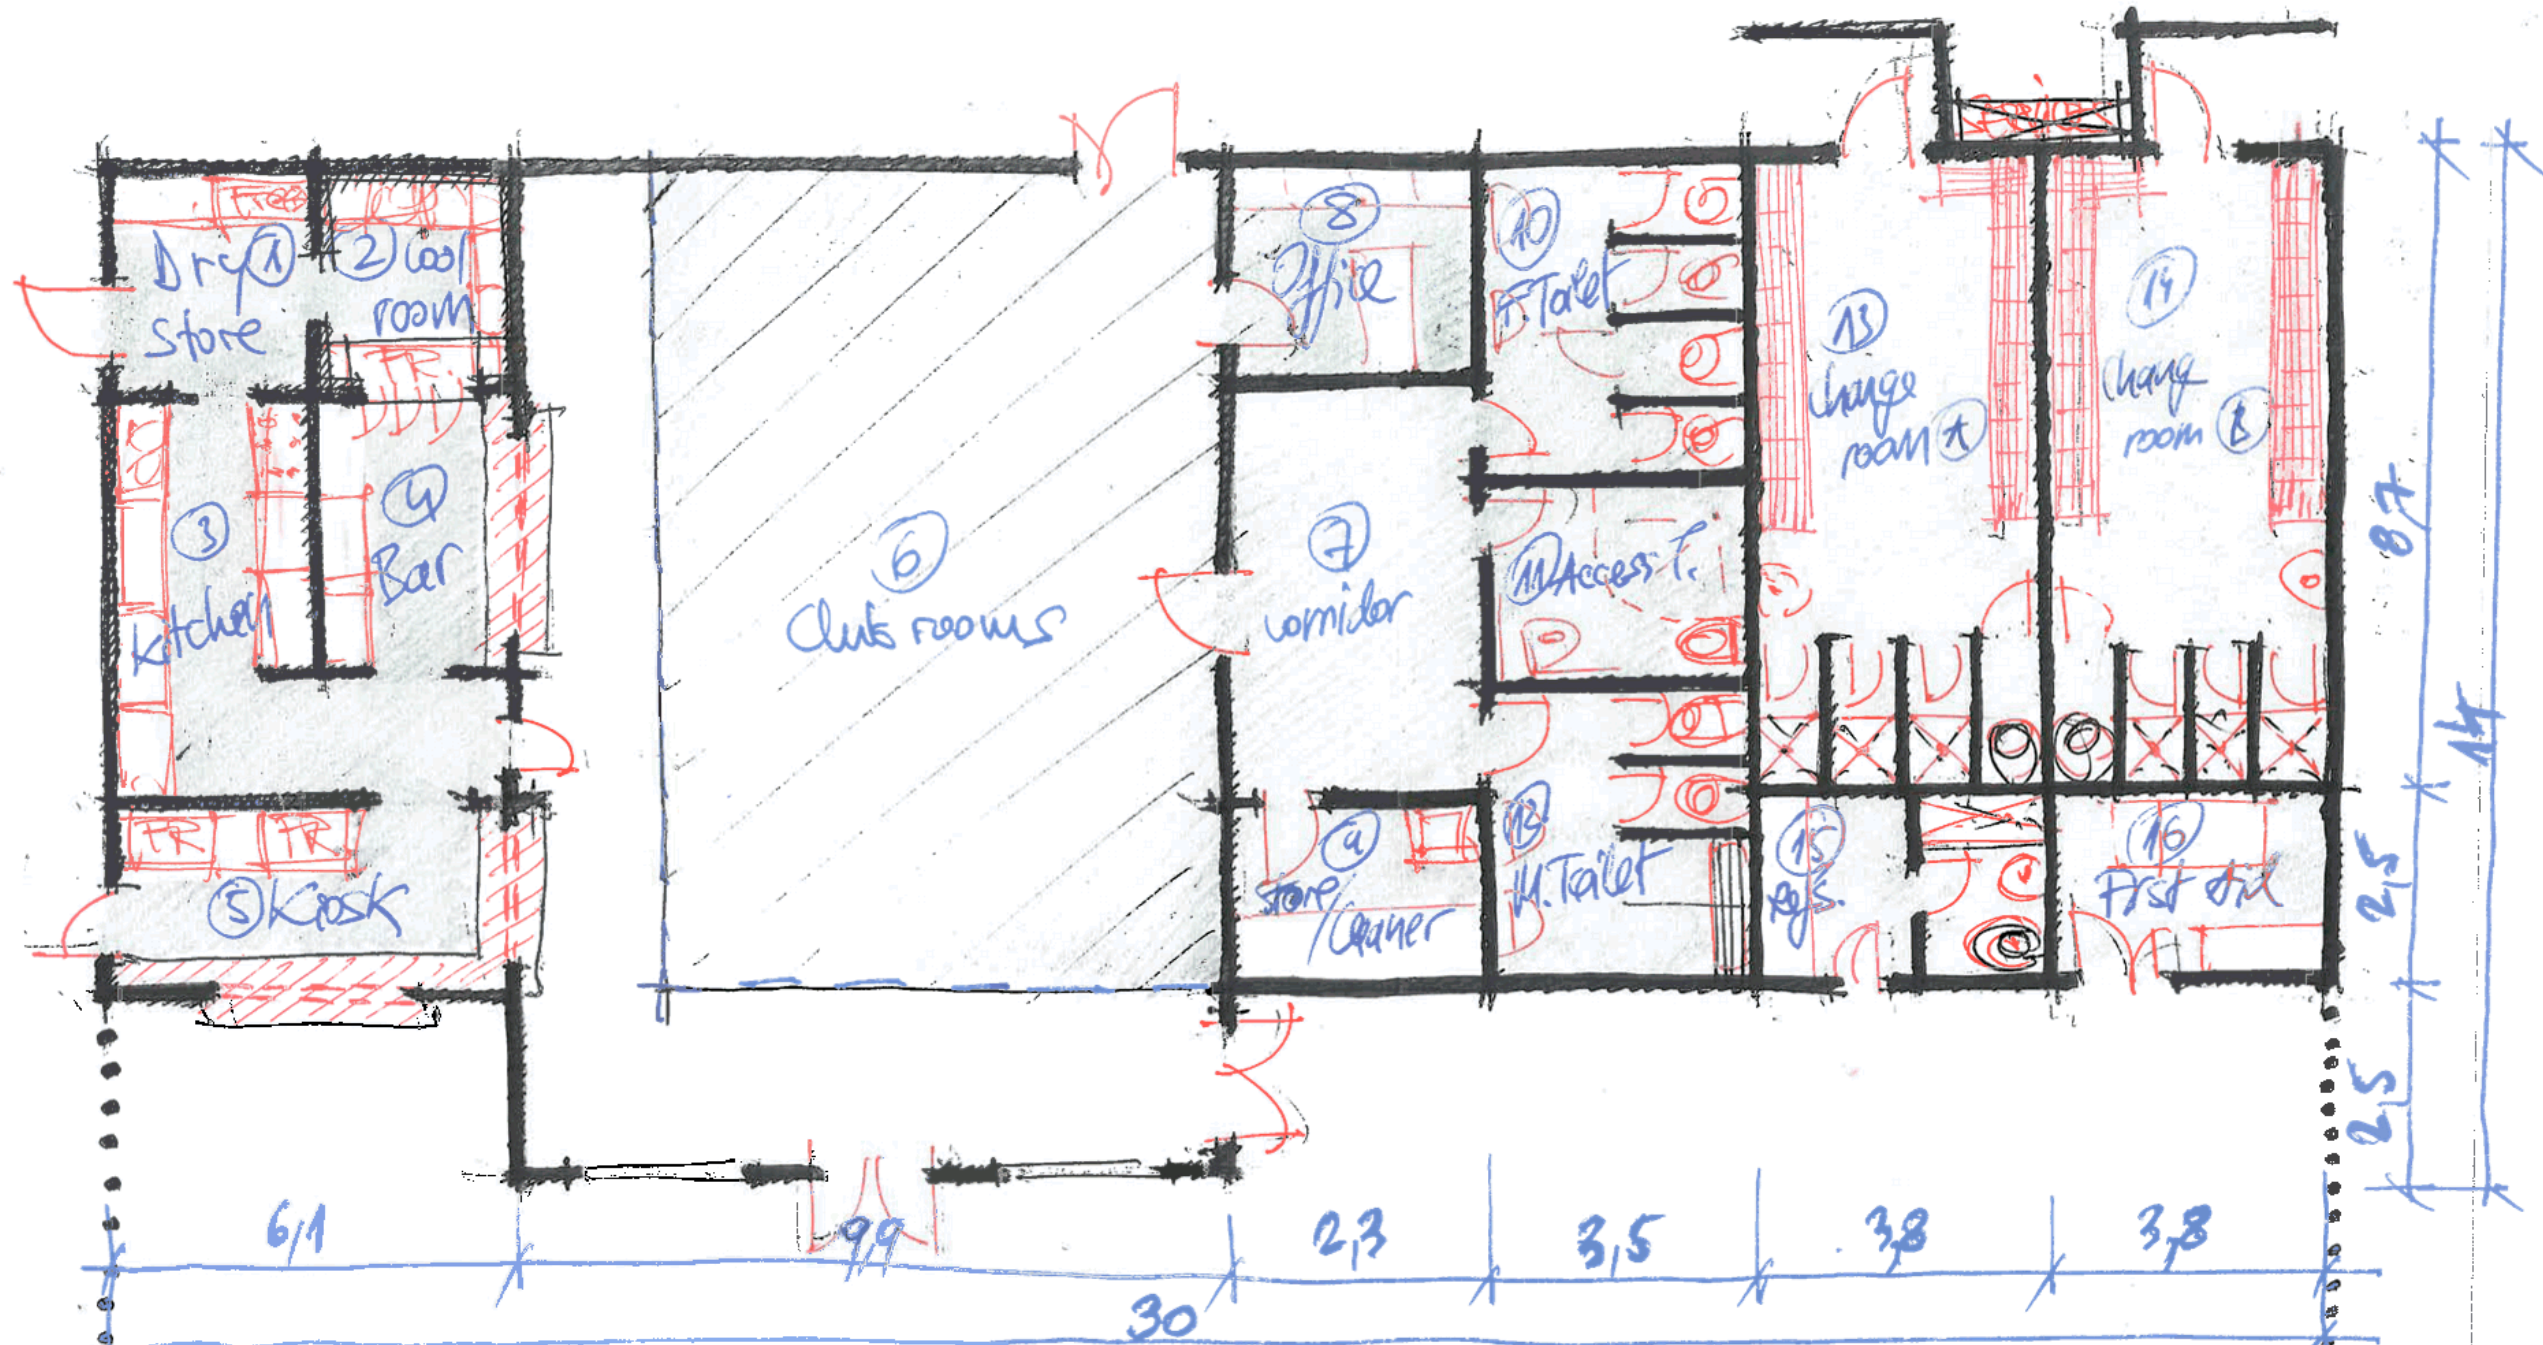 Services
Free
Dry ①
Store
② Cool
room
FR.
③
Kitchen
④
Bar
FR FR
⑤ Kiosk
⑥
Club rooms
⑦
corridor
⑧
Office
⑨
store/
Cleaner
⑩
F. Toilet
⑪ Access T.
⑫
M. Toilet
⑬
change
room Ⓐ
⑭
Chang
room Ⓑ
⑮
⑯
First Aid
8,7
14
2,5
2,5
6,1
9,9
2,3
3,5
3,8
3,8
30